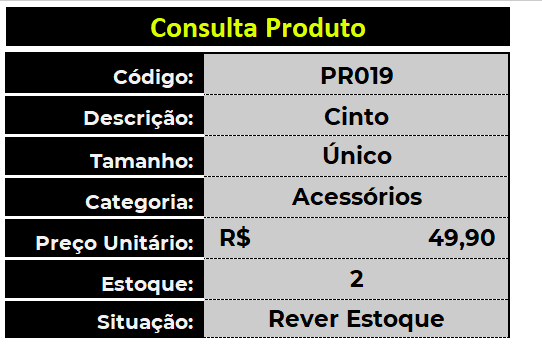 Consulta Produto
Código: PR019
Descrição: Cinto
Tamanho: Único
Categoria: Acessórios
Preço Unitário: R$ 49,90
Estoque: 2
Situação: Rever Estoque